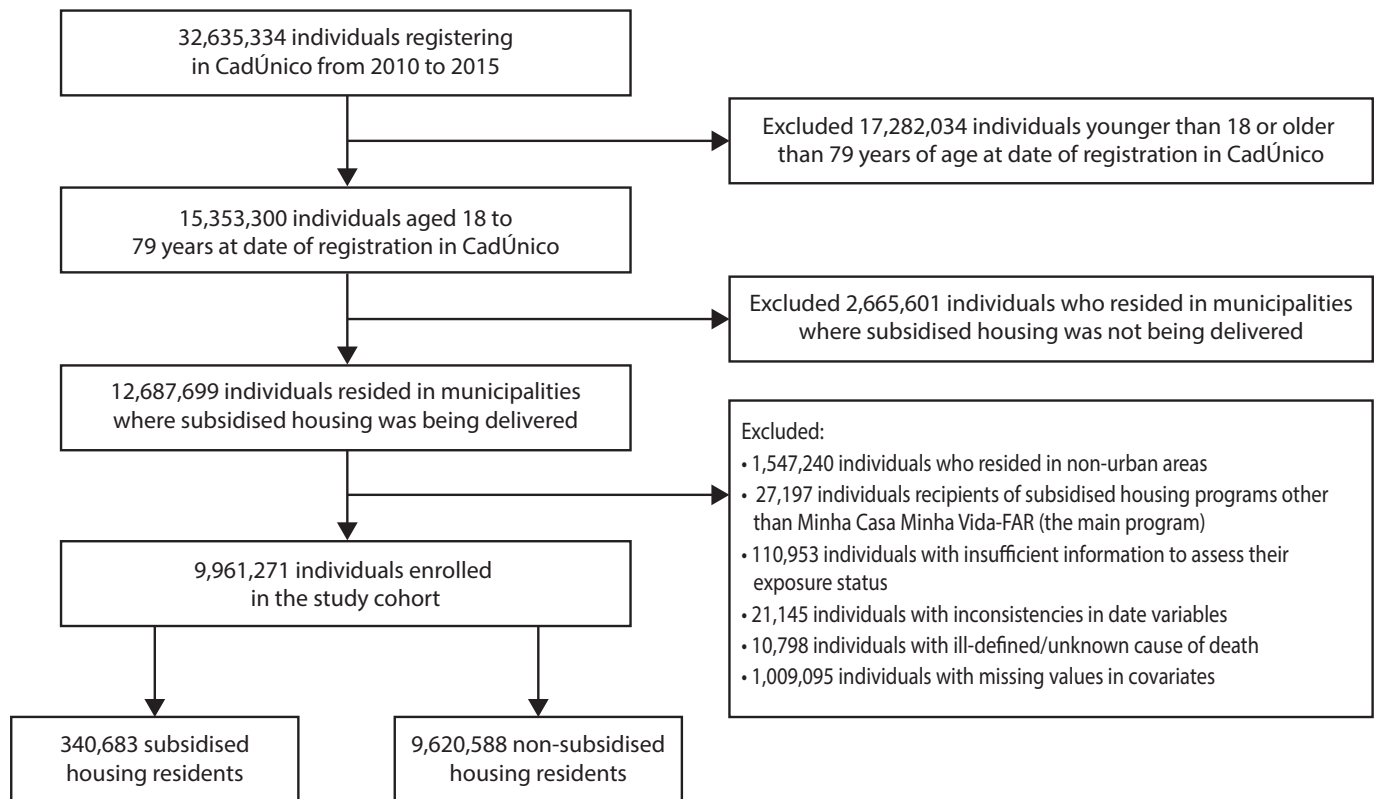 32,635,334 individuals registering
in CadÚnico from 2010 to 2015
Excluded 17,282,034 individuals younger than 18 or older
than 79 years of age at date of registration in CadÚnico
15,353,300 individuals aged 18 to
79 years at date of registration in CadÚnico
Excluded 2,665,601 individuals who resided in municipalities
where subsidised housing was not being delivered
12,687,699 individuals resided in municipalities
where subsidised housing was being delivered
Excluded:
• 1,547,240 individuals who resided in non-urban areas
• 27,197 individuals recipients of subsidised housing programs other
than Minha Casa Minha Vida-FAR (the main program)
• 110,953 individuals with insufficient information to assess their
exposure status
• 21,145 individuals with inconsistencies in date variables
• 10,798 individuals with ill-defined/unknown cause of death
• 1,009,095 individuals with missing values in covariates
9,961,271 individuals enrolled
in the study cohort
340,683 subsidised
housing residents
9,620,588 non-subsidised
housing residents